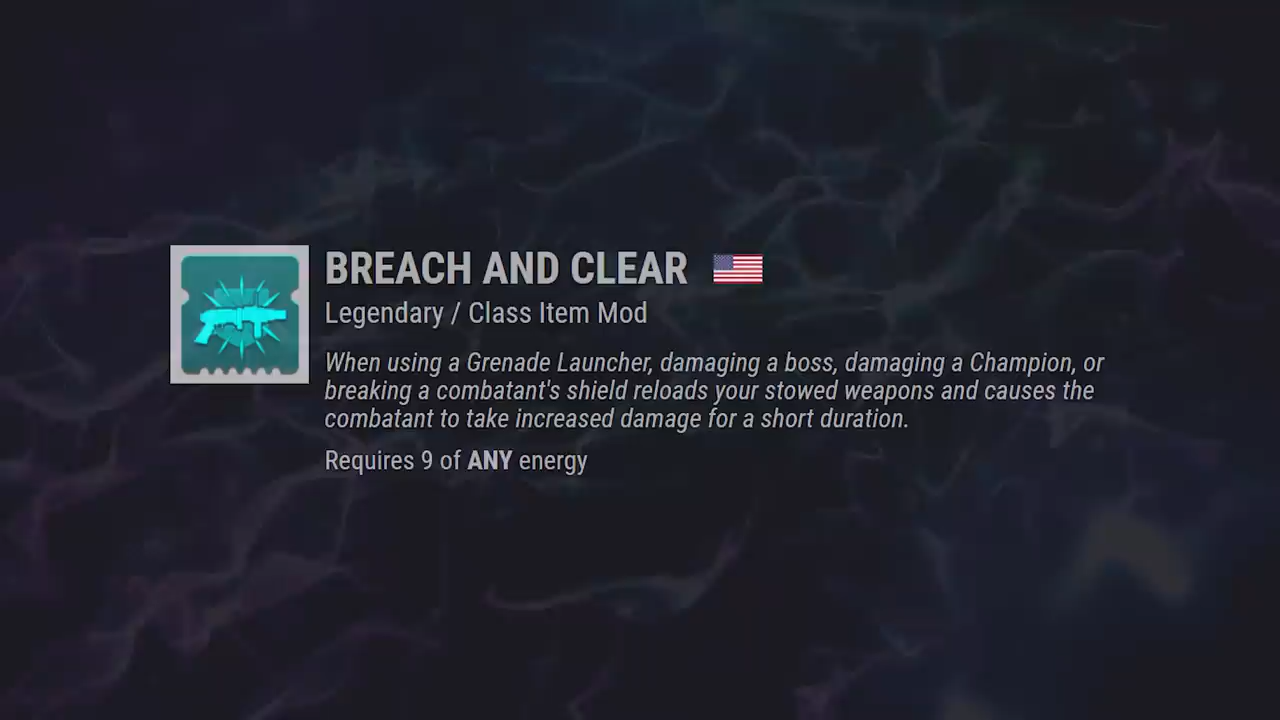 BREACH AND CLEAR
Legendary / Class Item Mod
When using a Grenade Launcher, damaging a boss, damaging a Champion, or
breaking a combatant's shield reloads your stowed weapons and causes the
combatant to take increased damage for a short duration.
Requires 9 of ANY energy